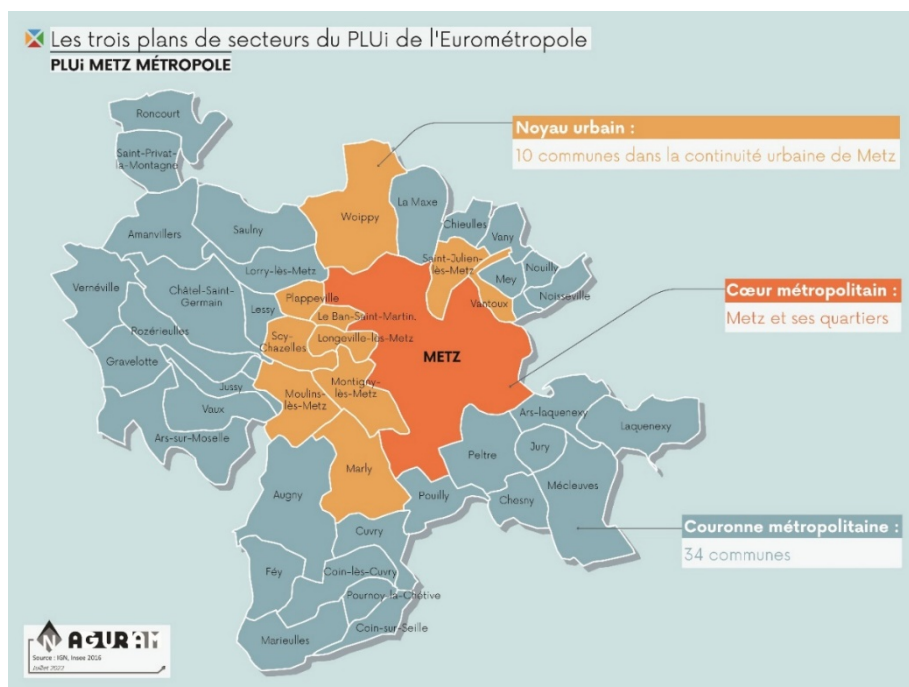 Les trois plans de secteurs du PLUi de l'Eurométropole
PLUi METZ MÉTROPOLE
Roncourt
Saint-Privat-
la-Montagne
Noyau urbain :
10 communes dans la continuité urbaine de Metz
Woippy
La Maxe
Chieulles
Vany
Amanvillers
Saulny
Saint-Julien-
lès-Metz
Nouilly
Mey
Lorry-lès-Metz
Vernéville
Châtel-Saint-
Germain
Noisseville
Lessy
Plappeville
Vantoux
Cœur métropolitain :
Metz et ses quartiers
Le Ban-Saint-Martin.
Rozérieulles
Scy-
Chazelles
Longeville-lès-Metz
METZ
Gravelotte
Jussy
Montigny-
lès-Metz
Moulins-
lès-Metz
Vaux
Ars-laquenexy
Laquenexy
Ars-sur-Moselle
Jury
Peltre
Marly
Mécleuves
Augny
Pouilly
Chesny
Couronne métropolitaine :
34 communes
Cuvry
Féy
Coin-lès-Cuvry
Pournoy-la-Chétive
Coin-sur-Seille
Marieulles
N AGURAM
Source : IGN, Insee 2016
Juillet 2022